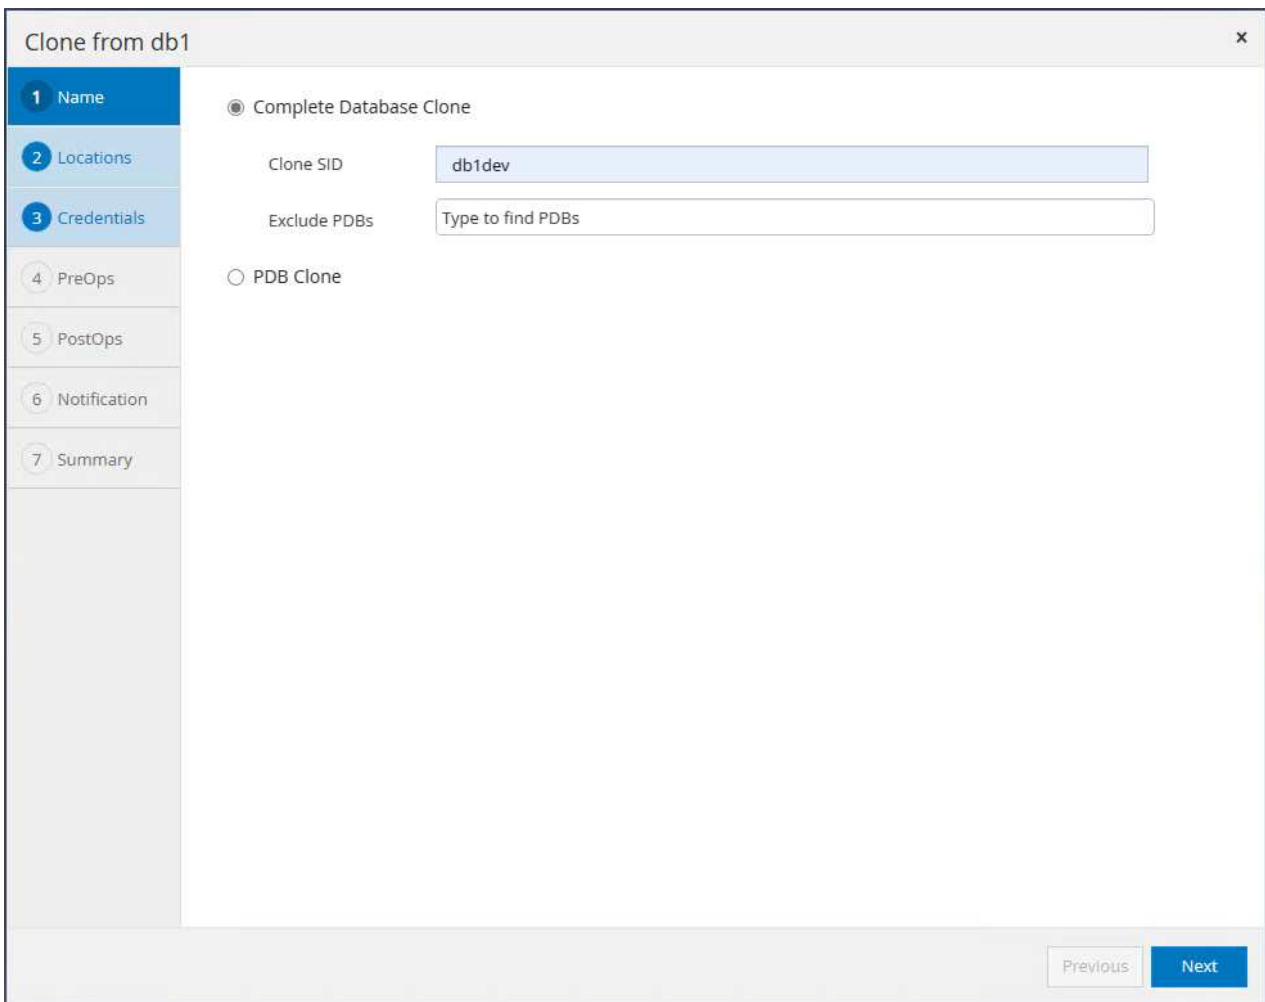 Clone from db1
x
1 Name
2 Locations
3 Credentials
4 PreOps
5 PostOps
6 Notification
7 Summary
Complete Database Clone
Clone SID db1dev
Exclude PDBs Type to find PDBs
PDB Clone
Previous Next